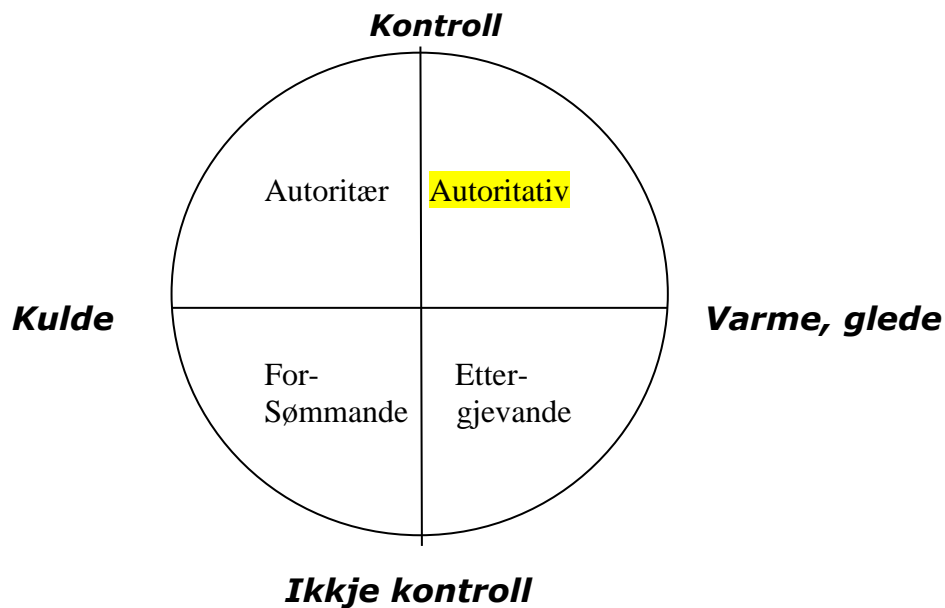 Kontroll
Autoritær
Autoritativ
Kulde
Varme, glede
For-
Sømmande
Etter-
gjevande
Ikkje kontroll